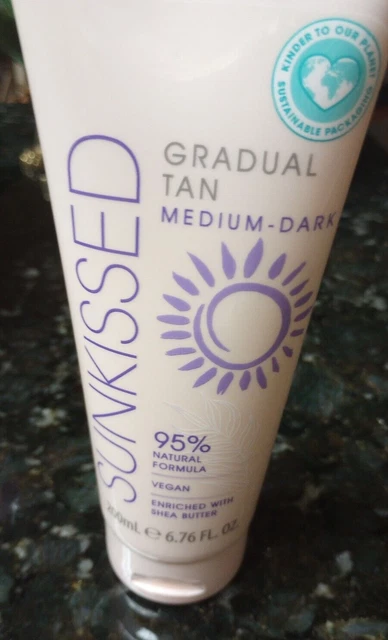 KINDER TO OUR PLANET
SUSTAINABLE PACKAGING
SUNKISSED
GRADUAL
TAN
MEDIUM-DARK
95%
NATURAL
FORMULA
VEGAN
ENRICHED WITH
SHEA BUTTER
200mL ℮ 6.76 FL. OZ.